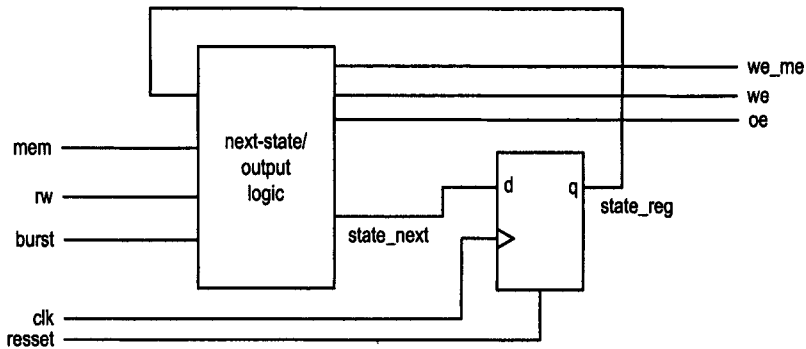 we_me
we
oe
mem
next-state/
output
logic
rw
burst
d
q
state_next
state_reg
clk
resset